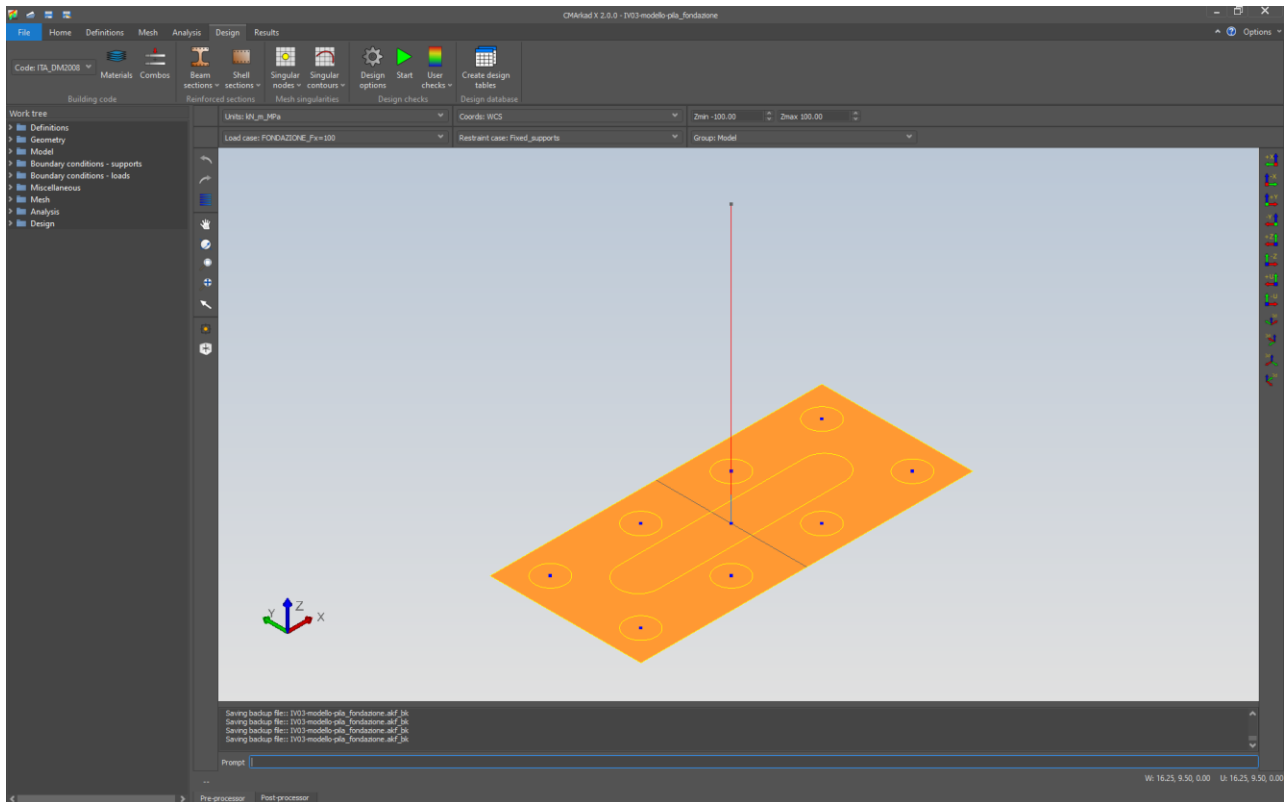 CMArkad X 2.0.0 - IV03-modello-pila_fondazione
File Home Definitions Mesh Analysis Design Results Options
Code: ITA_DM2008 Materials Combos Beam sections Shell sections Singular nodes Singular contours Design options Start User checks Create design tables
Building code Reinforced sections Mesh singularities Design checks Design database
Work tree
Units: kN_m_MPa Coords: WCS Zmin -100.00 Zmax 100.00
Load case: FONDAZIONE_Fx=100 Restraint case: Fixed_supports Group: Model
Definitions
Geometry
Model
Boundary conditions - supports
Boundary conditions - loads
Miscellaneous
Mesh
Analysis
Design
Z
Y
X
Saving backup file:: IV03-modello-pila_fondazione.akf_bk
Saving backup file:: IV03-modello-pila_fondazione.akf_bk
Saving backup file:: IV03-modello-pila_fondazione.akf_bk
Saving backup file:: IV03-modello-pila_fondazione.akf_bk
Prompt
-- W: 16.25, 9.50, 0.00 U: 16.25, 9.50, 0.00
Pre-processor Post-processor